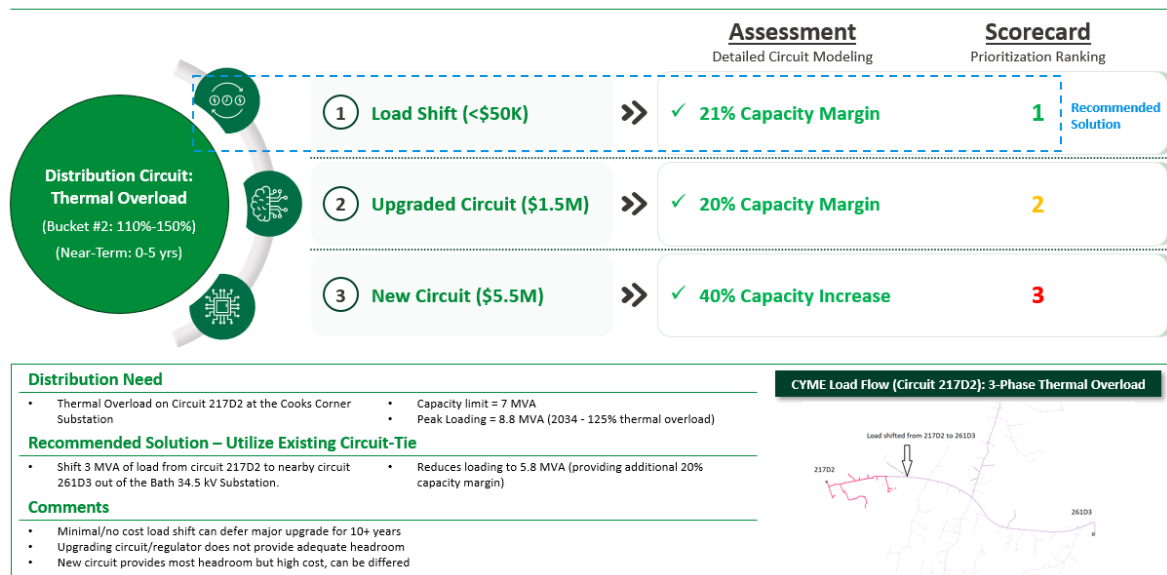 Assessment
Detailed Circuit Modeling
Scorecard
Prioritization Ranking
Distribution Circuit:
Thermal Overload
(Bucket #2: 110%-150%)
(Near-Term: 0-5 yrs)
1 Load Shift (<$50K)
✓ 21% Capacity Margin
1
Recommended
Solution
2 Upgraded Circuit ($1.5M)
✓ 20% Capacity Margin
2
3 New Circuit ($5.5M)
✓ 40% Capacity Increase
3
Distribution Need
• Thermal Overload on Circuit 217D2 at the Cooks Corner
Substation
• Capacity limit = 7 MVA
• Peak Loading = 8.8 MVA (2034 - 125% thermal overload)
Recommended Solution – Utilize Existing Circuit-Tie
• Shift 3 MVA of load from circuit 217D2 to nearby circuit
261D3 out of the Bath 34.5 kV Substation.
• Reduces loading to 5.8 MVA (providing additional 20%
capacity margin)
Comments
• Minimal/no cost load shift can defer major upgrade for 10+ years
• Upgrading circuit/regulator does not provide adequate headroom
• New circuit provides most headroom but high cost, can be differed
CYME Load Flow (Circuit 217D2): 3-Phase Thermal Overload
Load shifted from 217D2 to 261D3
217D2
261D3